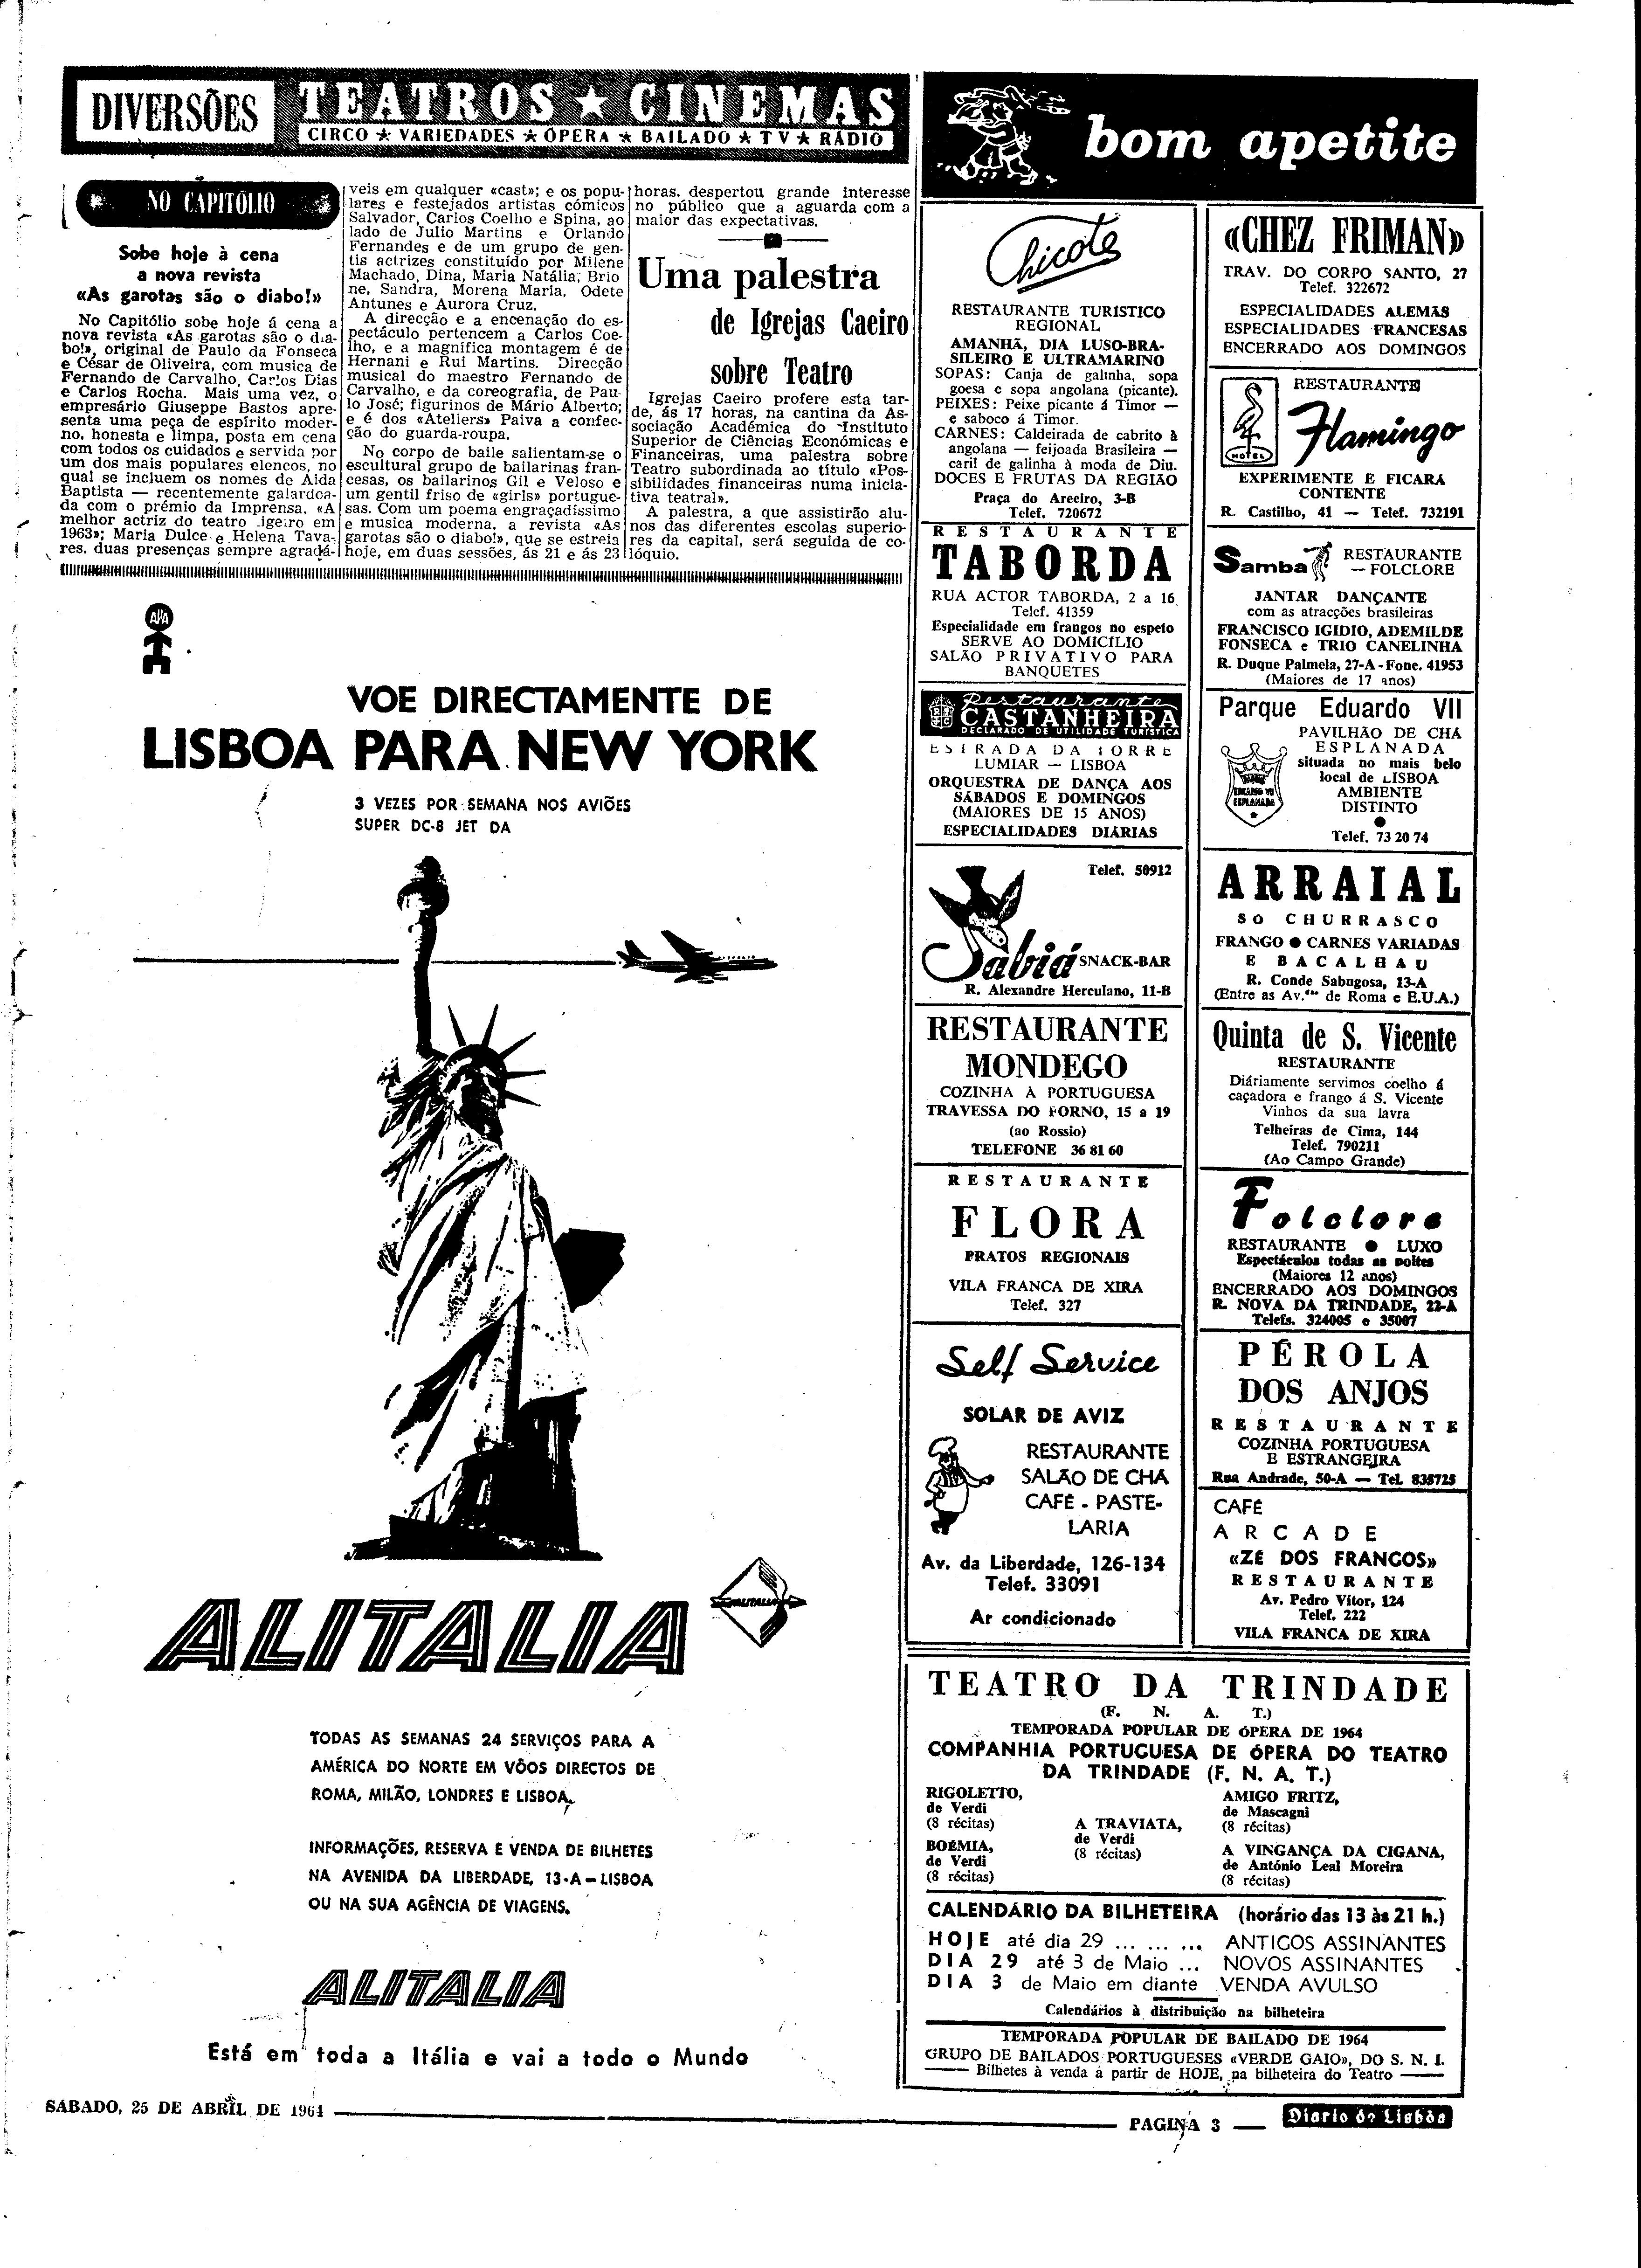 DIVERSÕES
TEATROS ★ CINEMAS
CIRCO ★ VARIEDADES ★ ÓPERA ★ BAILADO ★ TV ★ RÁDIO
NO CAPITÓLIO
Sobe hoje à cena
a nova revista
«As garotas são o diabo!»
No Capitólio sobe hoje á cena a
nova revista «As garotas são o dia-
bo!», original de Paulo da Fonseca
e César de Oliveira, com musica de
Fernando de Carvalho, Carlos Dias
e Carlos Rocha. Mais uma vez, o
empresário Giuseppe Bastos apre-
senta uma peça de espírito moder-
no, honesta e limpa, posta em cena
com todos os cuidados e servida por
um dos mais populares elencos, no
qual se incluem os nomes de Aida
Baptista — recentemente galardoa-
da com o prémio da Imprensa, «A
melhor actriz do teatro ligeiro em
1963»; Maria Dulce e Helena Tava-
res, duas presenças sempre agradá-
veis em qualquer «cast»; e os popu-
lares e festejados artistas cómicos
Salvador, Carlos Coelho e Spina, ao
lado de Julio Martins e Orlando
Fernandes e de um grupo de gen-
tis actrizes constituído por Milene
Machado, Dina, Maria Natália, Brio
ne, Sandra, Morena Maria, Odete
Antunes e Aurora Cruz.
A direcção e a encenação do es-
pectáculo pertencem a Carlos Coe-
lho, e a magnífica montagem é de
Hernani e Rui Martins. Direcção
musical do maestro Fernando de
Carvalho, e da coreografia, de Pau-
lo José; figurinos de Mário Alberto;
e é dos «Ateliers» Paiva a confec-
ção do guarda-roupa.
No corpo de baile salientam-se o
escultural grupo de bailarinas fran-
cesas, os bailarinos Gil e Veloso e
um gentil friso de «girls» portugue-
sas. Com um poema engraçadíssimo
e musica moderna, a revista «As
garotas são o diabo!», que se estreia
hoje, em duas sessões, ás 21 e ás 23
horas, despertou grande interesse
no público que a aguarda com a
maior das expectativas.
Uma palestra
de Igrejas Caeiro
sobre Teatro
Igrejas Caeiro profere esta tar-
de, ás 17 horas, na cantina da As-
sociação Académica do Instituto
Superior de Ciências Económicas e
Financeiras, uma palestra sobre
Teatro subordinada ao título «Pos-
sibilidades financeiras numa inicia-
tiva teatral».
A palestra, a que assistirão alu-
nos das diferentes escolas superio-
res da capital, será seguida de co-
lóquio.
VOE DIRECTAMENTE DE
LISBOA PARA NEW YORK
3 VEZES POR SEMANA NOS AVIÕES
SUPER DC-8 JET DA
ALITALIA
ALITALIA
TODAS AS SEMANAS 24 SERVIÇOS PARA A
AMÉRICA DO NORTE EM VÔOS DIRECTOS DE
ROMA, MILÃO, LONDRES E LISBOA.
INFORMAÇÕES, RESERVA E VENDA DE BILHETES
NA AVENIDA DA LIBERDADE, 13-A — LISBOA
OU NA SUA AGÊNCIA DE VIAGENS.
ALITALIA
Está em toda a Itália e vai a todo o Mundo
bom apetite
Chicote
RESTAURANTE TURISTICO
REGIONAL
AMANHÃ, DIA LUSO-BRA-
SILEIRO E ULTRAMARINO
SOPAS: Canja de galinha, sopa
goesa e sopa angolana (picante).
PEIXES: Peixe picante á Timor —
e saboco á Timor.
CARNES: Caldeirada de cabrito à
angolana — feijoada Brasileira —
caril de galinha à moda de Diu.
DOCES E FRUTAS DA REGIÃO
Praça do Areeiro, 3-B
Telef. 720672
RESTAURANTE
TABORDA
RUA ACTOR TABORDA, 2 a 16
Telef. 41359
Especialidade em frangos no espeto
SERVE AO DOMICÍLIO
SALÃO PRIVATIVO PARA
BANQUETES
Restaurante
CASTANHEIRA
DECLARADO DE UTILIDADE TURÍSTICA
ESTRADA DA TORRE
LUMIAR — LISBOA
ORQUESTRA DE DANÇA AOS
SÁBADOS E DOMINGOS
(MAIORES DE 15 ANOS)
ESPECIALIDADES DIÁRIAS
Telef. 50912
Sabiá SNACK-BAR
R. Alexandre Herculano, 11-B
RESTAURANTE
MONDEGO
COZINHA À PORTUGUESA
TRAVESSA DO FORNO, 15 a 19
(ao Rossio)
TELEFONE 36 81 60
RESTAURANTE
FLORA
PRATOS REGIONAIS
VILA FRANCA DE XIRA
Telef. 327
Self Service
SOLAR DE AVIZ
RESTAURANTE
SALÃO DE CHÁ
CAFÉ - PASTE-
LARIA
Av. da Liberdade, 126-134
Telef. 33091
Ar condicionado
«CHEZ FRIMAN»
TRAV. DO CORPO SANTO, 27
Telef. 322672
ESPECIALIDADES ALEMÃS
ESPECIALIDADES FRANCESAS
ENCERRADO AOS DOMINGOS
RESTAURANTE
Flamingo
HOTEL
EXPERIMENTE E FICARÁ
CONTENTE
R. Castilho, 41 — Telef. 732191
Samba
RESTAURANTE
— FOLCLORE
JANTAR DANÇANTE
com as atracções brasileiras
FRANCISCO IGIDIO, ADEMILDE
FONSECA e TRIO CANELINHA
R. Duque Palmela, 27-A - Fone. 41953
(Maiores de 17 anos)
Parque Eduardo VII
PAVILHÃO DE CHÁ
ESPLANADA
situada no mais belo
local de LISBOA
AMBIENTE
DISTINTO
Telef. 73 20 74
EDUARDO VII
ESPLANADA
ARRAIAL
SO CHURRASCO
FRANGO ● CARNES VARIADAS
E BACALHAU
R. Conde Sabugosa, 13-A
(Entre as Av.as de Roma e E.U.A.)
Quinta de S. Vicente
RESTAURANTE
Diáriamente servimos coelho á
caçadora e frango á S. Vicente
Vinhos da sua lavra
Telheiras de Cima, 144
Telef. 790211
(Ao Campo Grande)
Folclore
RESTAURANTE ● LUXO
Espectáculos todas as noites
(Maiores 12 anos)
ENCERRADO AOS DOMINGOS
R. NOVA DA TRINDADE, 22-A
Telefs. 324005 e 35007
PÉROLA
DOS ANJOS
RESTAURANTE
COZINHA PORTUGUESA
E ESTRANGEIRA
Rua Andrade, 50-A — Tel. 838725
CAFÉ
ARCADE
«ZÉ DOS FRANGOS»
RESTAURANTE
Av. Pedro Vítor, 124
Telef. 222
VILA FRANCA DE XIRA
TEATRO DA TRINDADE
(F. N. A. T.)
TEMPORADA POPULAR DE ÓPERA DE 1964
COMPANHIA PORTUGUESA DE ÓPERA DO TEATRO
DA TRINDADE (F. N. A. T.)
RIGOLETTO,
de Verdi
(8 récitas)
BOÉMIA,
de Verdi
(8 récitas)
A TRAVIATA,
de Verdi
(8 récitas)
AMIGO FRITZ,
de Mascagni
(8 récitas)
A VINGANÇA DA CIGANA,
de António Leal Moreira
(8 récitas)
CALENDÁRIO DA BILHETEIRA (horário das 13 às 21 h.)
HOJE até dia 29 ... ... ... ANTIGOS ASSINANTES
DIA 29 até 3 de Maio ... NOVOS ASSINANTES
DIA 3 de Maio em diante VENDA AVULSO
Calendários à distribuição na bilheteira
TEMPORADA POPULAR DE BAILADO DE 1964
GRUPO DE BAILADOS PORTUGUESES «VERDE GAIO», DO S. N. I.
Bilhetes à venda a partir de HOJE, na bilheteira do Teatro
SÁBADO, 25 DE ABRIL DE 1964
PAGINA 3
Diario de Lisbôa